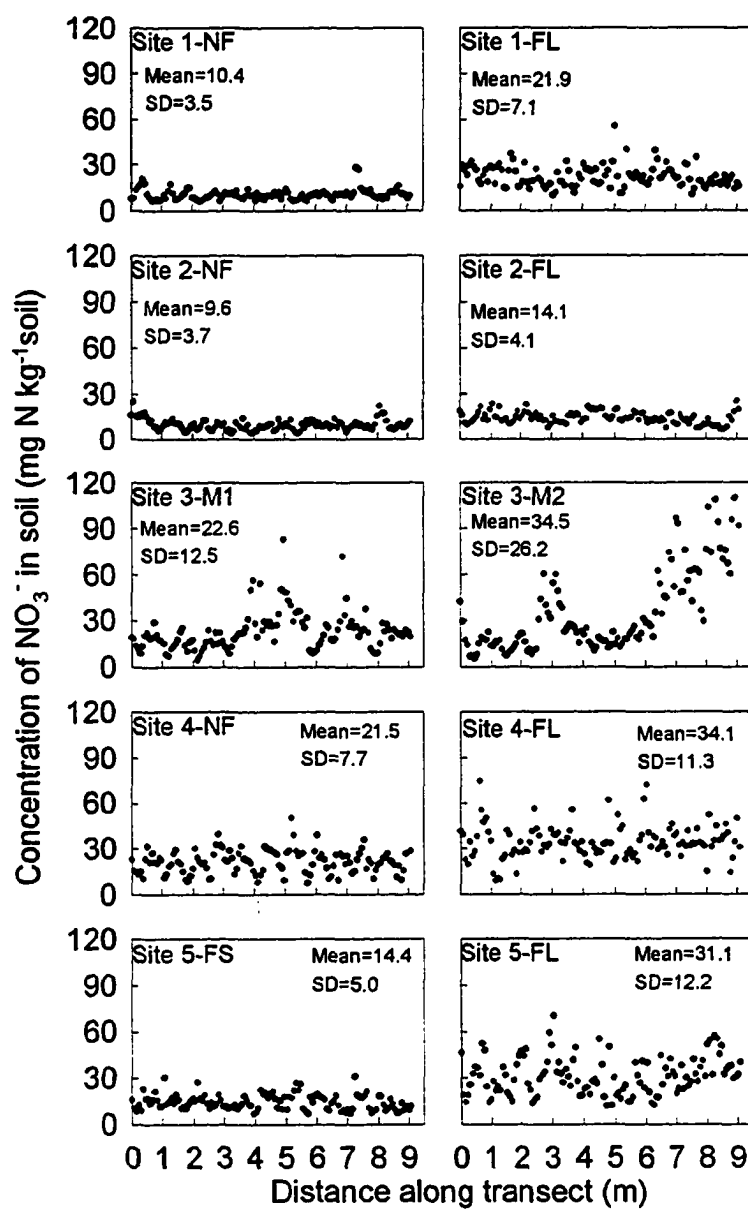 Concentration of NO₃⁻ in soil (mg N kg⁻¹soil)
120
90
60
30
0
Site 1-NF
Mean=10.4
SD=3.5
Site 1-FL
Mean=21.9
SD=7.1
120
90
60
30
0
Site 2-NF
Mean=9.6
SD=3.7
Site 2-FL
Mean=14.1
SD=4.1
120
90
60
30
0
Site 3-M1
Mean=22.6
SD=12.5
Site 3-M2
Mean=34.5
SD=26.2
120
90
60
30
0
Site 4-NF
Mean=21.5
SD=7.7
Site 4-FL
Mean=34.1
SD=11.3
120
90
60
30
0
Site 5-FS
Mean=14.4
SD=5.0
Site 5-FL
Mean=31.1
SD=12.2
0 1 2 3 4 5 6 7 8 9
0 1 2 3 4 5 6 7 8 9
Distance along transect (m)